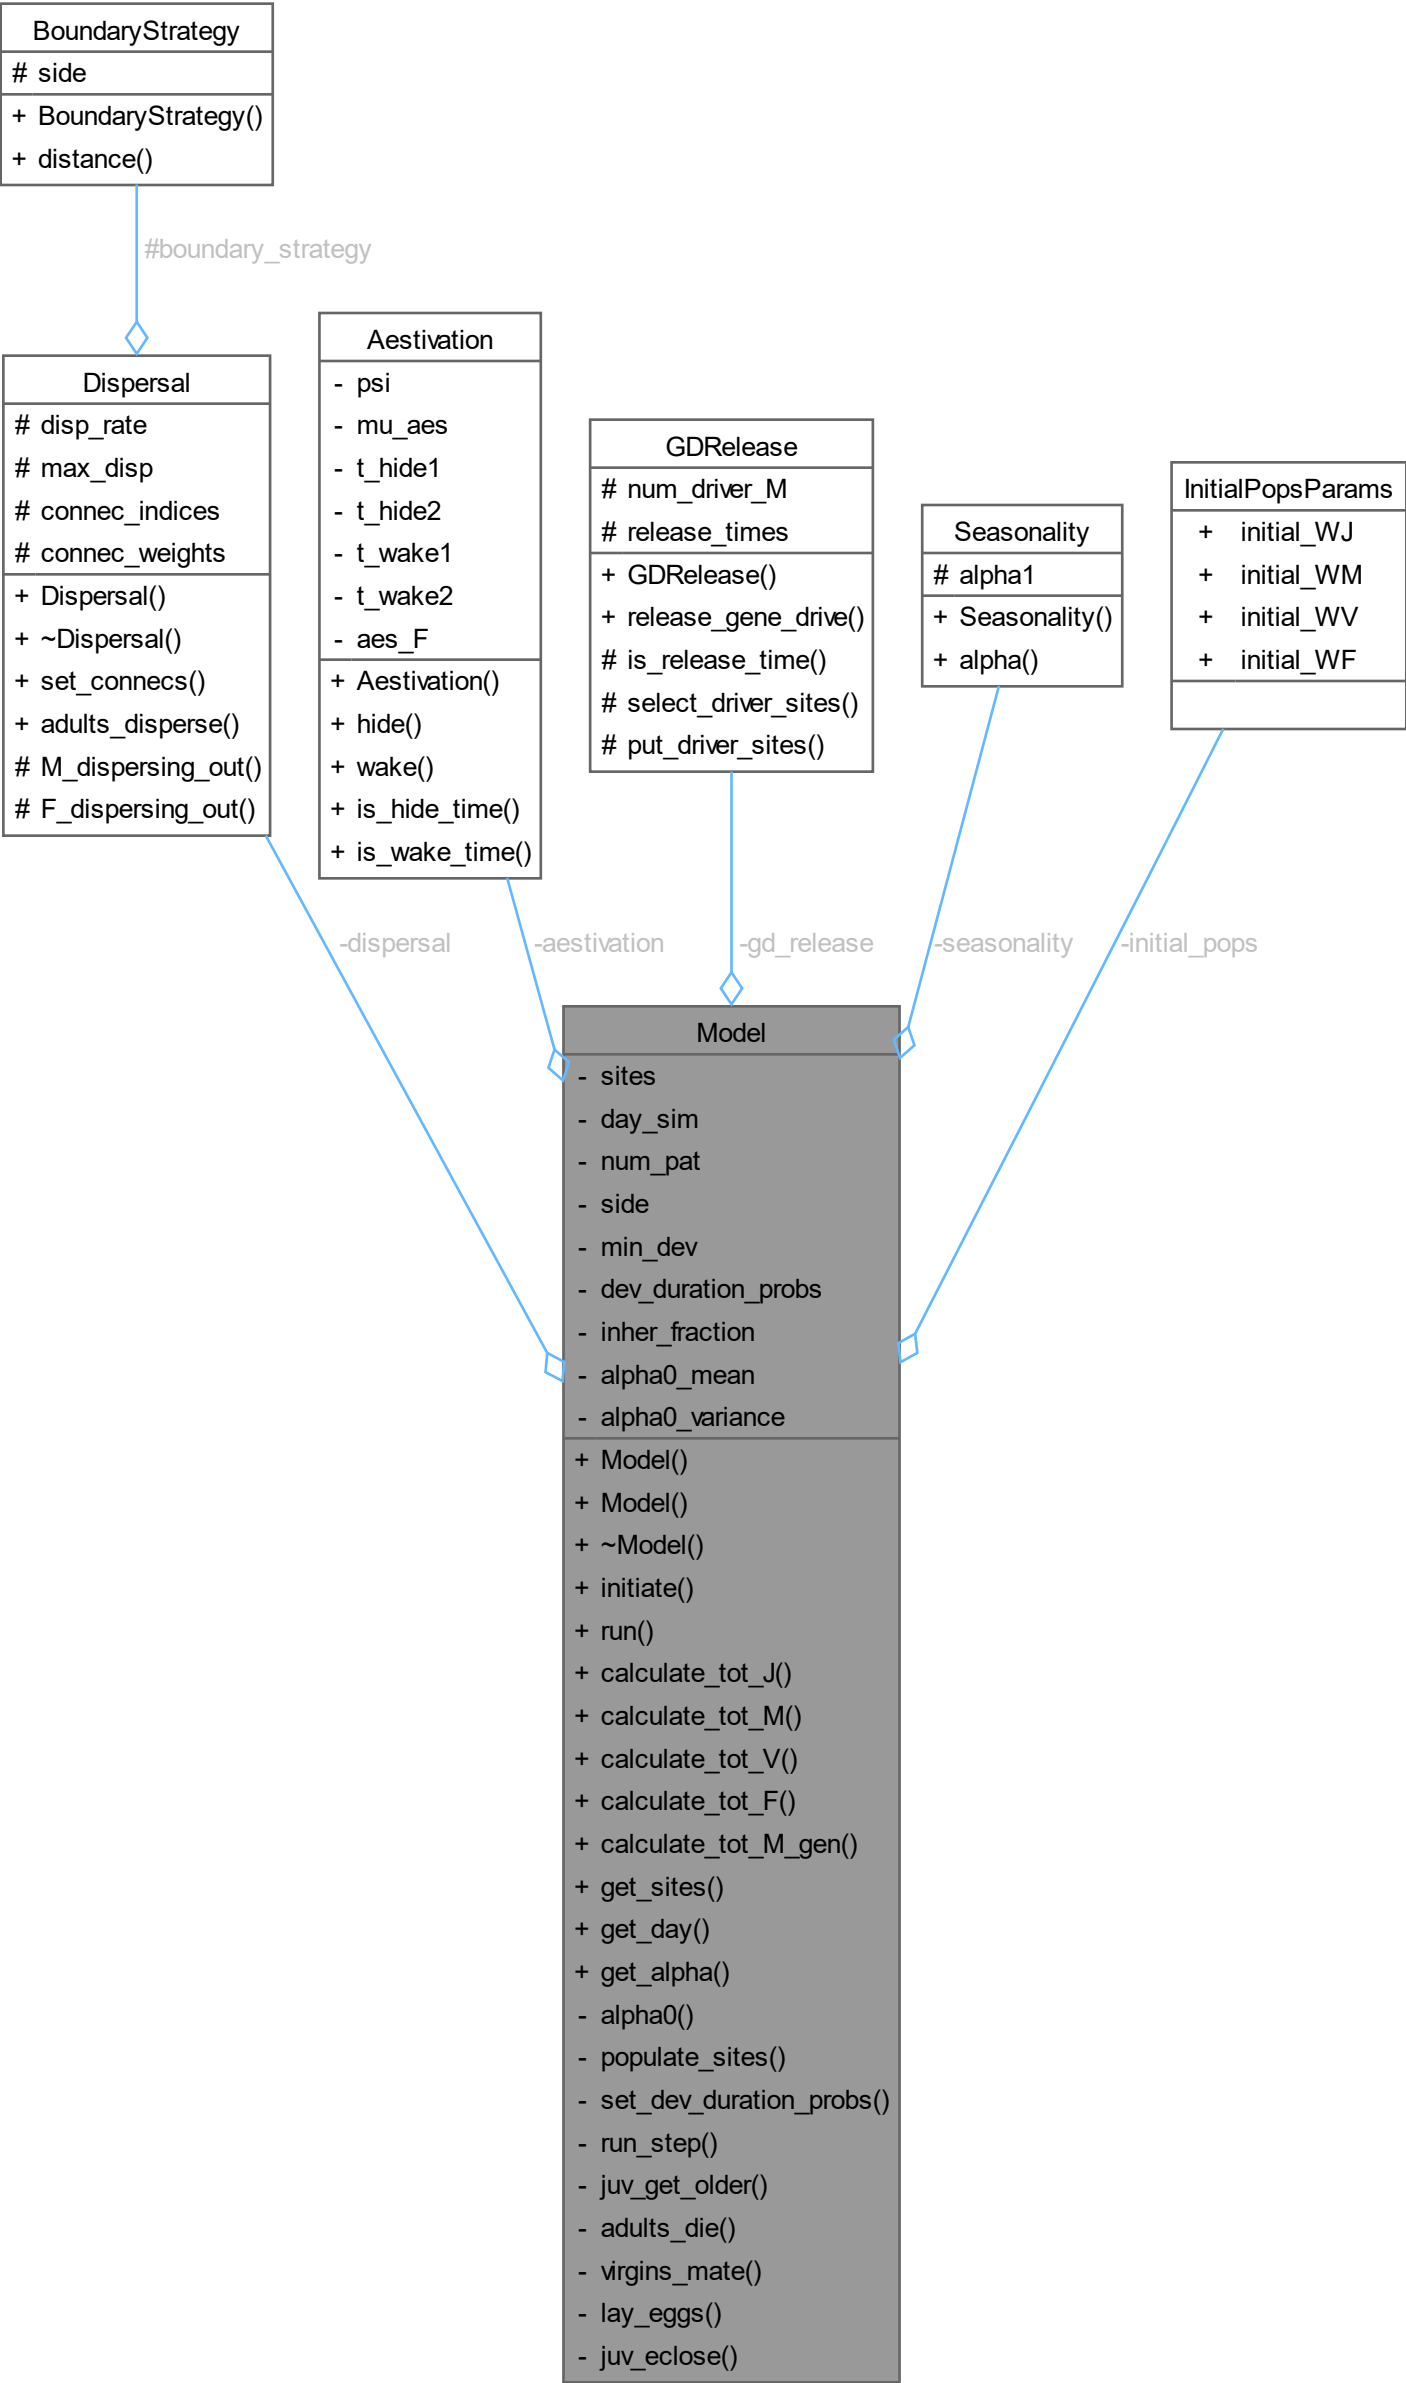 BoundaryStrategy
# side
+ BoundaryStrategy()
+ distance()
#boundary_strategy
Dispersal
# disp_rate
# max_disp
# connec_indices
# connec_weights
+ Dispersal()
+ ~Dispersal()
+ set_connecs()
+ adults_disperse()
# M_dispersing_out()
# F_dispersing_out()
Aestivation
- psi
- mu_aes
- t_hide1
- t_hide2
- t_wake1
- t_wake2
- aes_F
+ Aestivation()
+ hide()
+ wake()
+ is_hide_time()
+ is_wake_time()
GDRelease
# num_driver_M
# release_times
+ GDRelease()
+ release_gene_drive()
# is_release_time()
# select_driver_sites()
# put_driver_sites()
Seasonality
# alpha1
+ Seasonality()
+ alpha()
InitialPopsParams
+ initial_WJ
+ initial_WM
+ initial_WV
+ initial_WF
-dispersal
-aestivation
-gd_release
-seasonality
-initial_pops
Model
- sites
- day_sim
- num_pat
- side
- min_dev
- dev_duration_probs
- inher_fraction
- alpha0_mean
- alpha0_variance
+ Model()
+ Model()
+ ~Model()
+ initiate()
+ run()
+ calculate_tot_J()
+ calculate_tot_M()
+ calculate_tot_V()
+ calculate_tot_F()
+ calculate_tot_M_gen()
+ get_sites()
+ get_day()
+ get_alpha()
- alpha0()
- populate_sites()
- set_dev_duration_probs()
- run_step()
- juv_get_older()
- adults_die()
- virgins_mate()
- lay_eggs()
- juv_eclose()